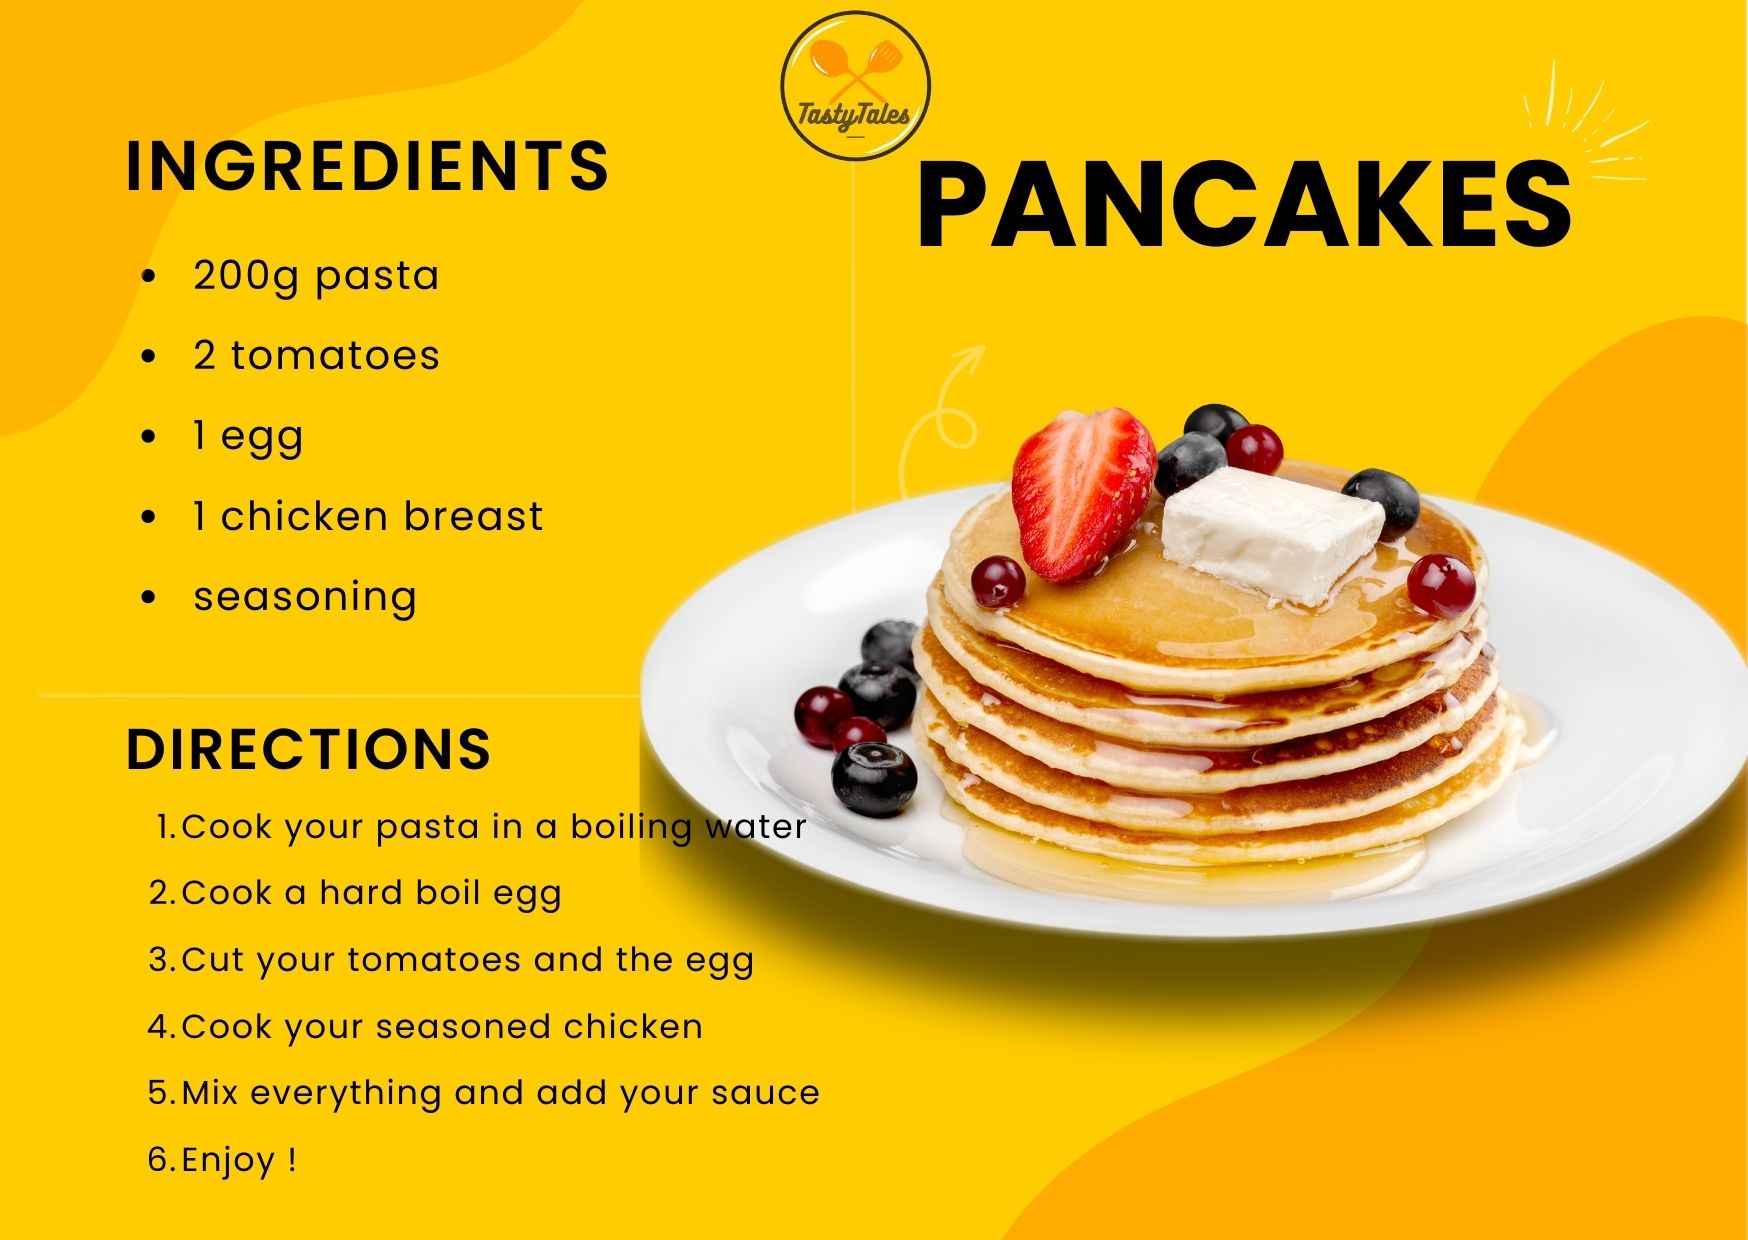 TastyTales
INGREDIENTS
200g pasta
2 tomatoes
1 egg
1 chicken breast
seasoning
DIRECTIONS
1. Cook your pasta in a boiling water
2. Cook a hard boil egg
3. Cut your tomatoes and the egg
4. Cook your seasoned chicken
5. Mix everything and add your sauce
6. Enjoy !
PANCAKES